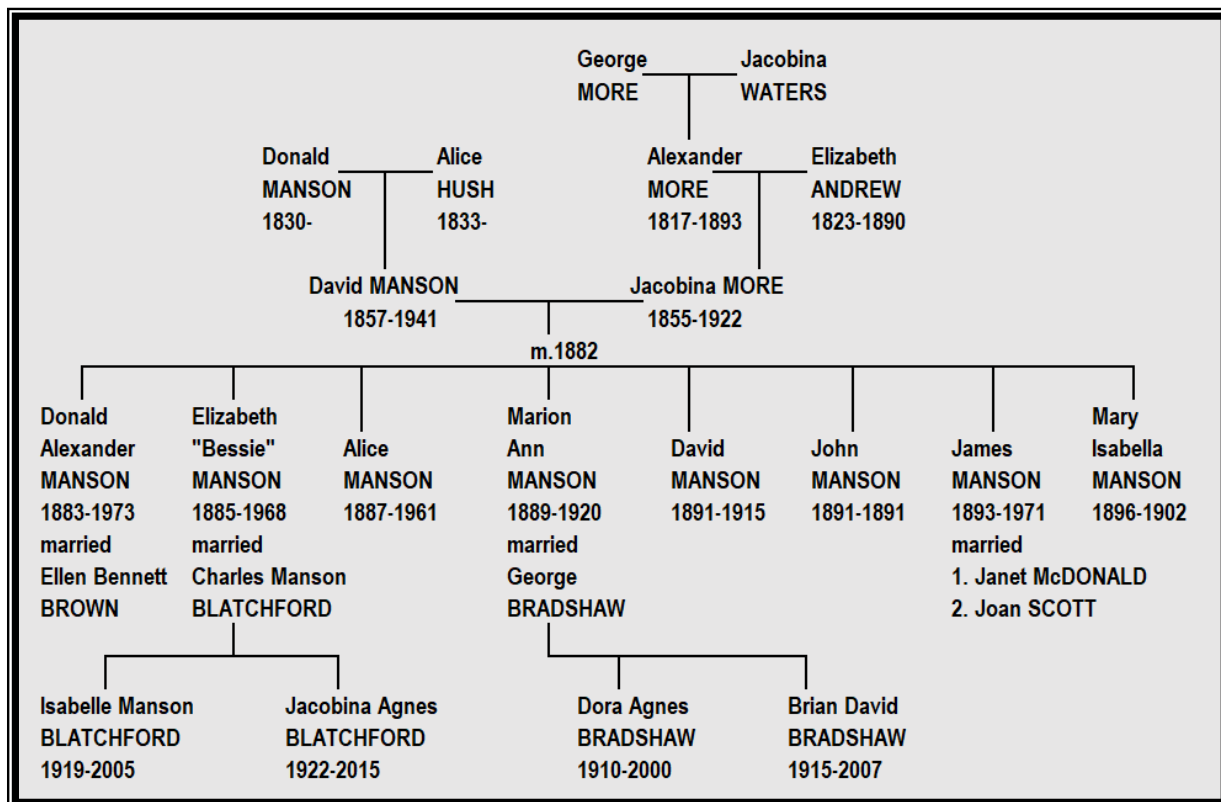 George Jacobina
MORE WATERS
Donald Alice Alexander Elizabeth
MANSON HUSH MORE ANDREW
1830- 1833- 1817-1893 1823-1890
David MANSON Jacobina MORE
1857-1941 1855-1922
m.1882
Donald Elizabeth Marion Mary
Alexander "Bessie" Alice Ann David John James Isabella
MANSON MANSON MANSON MANSON MANSON MANSON MANSON MANSON
1883-1973 1885-1968 1887-1961 1889-1920 1891-1915 1891-1891 1893-1971 1896-1902
married married married married
Ellen Bennett Charles Manson George 1. Janet McDONALD
BROWN BLATCHFORD BRADSHAW 2. Joan SCOTT
Isabelle Manson Jacobina Agnes Dora Agnes Brian David
BLATCHFORD BLATCHFORD BRADSHAW BRADSHAW
1919-2005 1922-2015 1910-2000 1915-2007